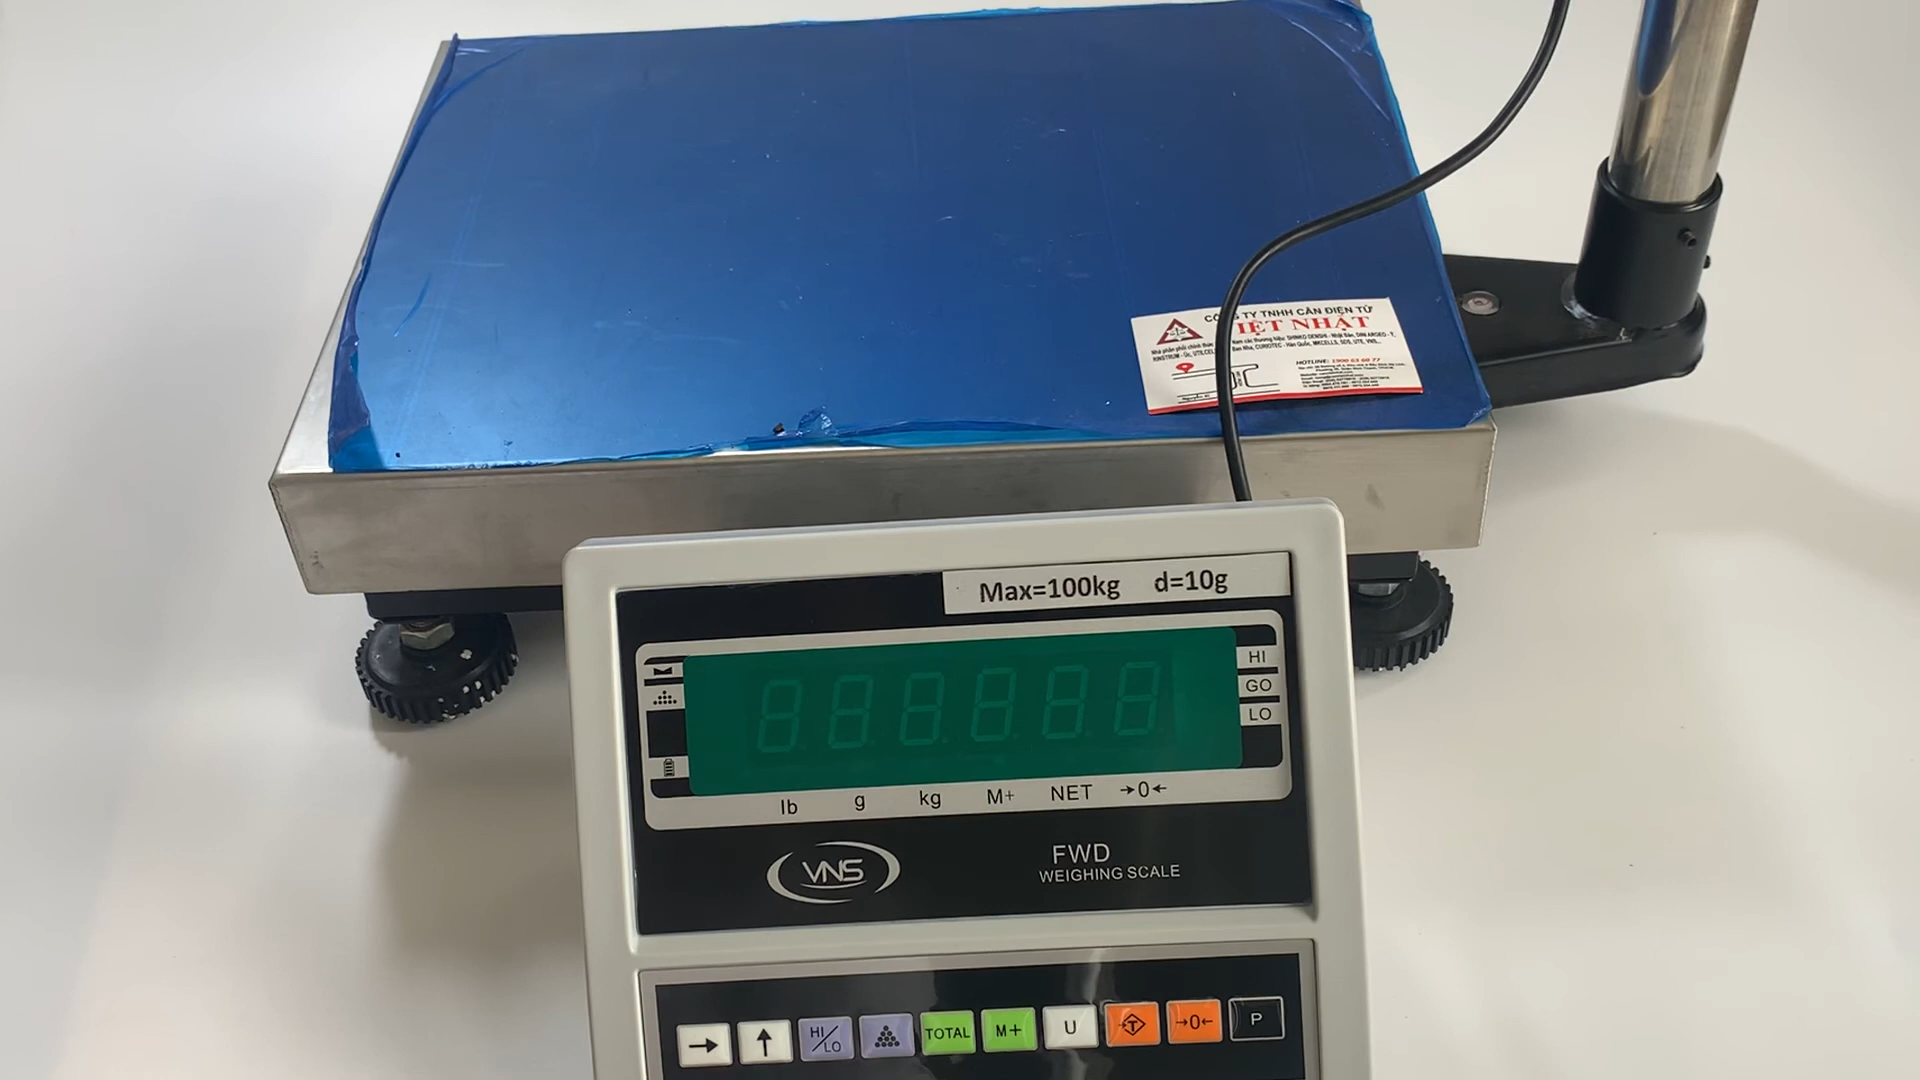 CÔNG TY TNHH CÂN ĐIỆN TỬ
VIỆT NHẬT
HOTLINE: 1900 63 60 77
Max=100kg d=10g
HI
GO
LO
lb g kg M+ NET →0←
VNS
FWD
WEIGHING SCALE
→ ↑ HI/LO TOTAL M+ U T →0← P